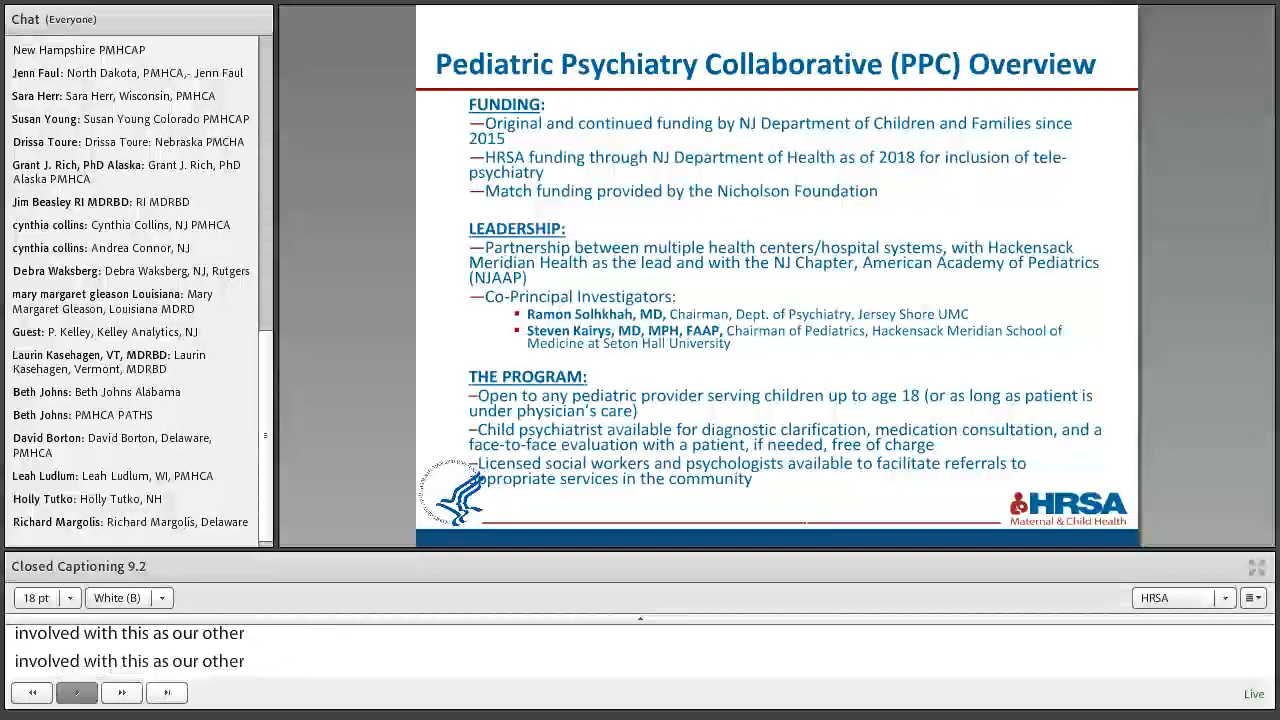 Chat (Everyone)
New Hampshire PMHCAP
Jenn Faul: North Dakota, PMHCA,- Jenn Faul
Sara Herr: Sara Herr, Wisconsin, PMHCA
Susan Young: Susan Young Colorado PMHCAP
Drissa Toure: Drissa Toure: Nebraska PMCHA
Grant J. Rich, PhD Alaska: Grant J. Rich, PhD
Alaska PMHCA
Jim Beasley RI MDRBD: RI MDRBD
cynthia collins: Cynthia Collins, NJ PMHCA
cynthia collins: Andrea Connor, NJ
Debra Waksberg: Debra Waksberg, NJ, Rutgers
mary margaret gleason Louisiana: Mary
Margaret Gleason, Louisiana MDRD
Guest: P. Kelley, Kelley Analytics, NJ
Laurin Kasehagen, VT, MDRBD: Laurin
Kasehagen, Vermont, MDRBD
Beth Johns: Beth Johns Alabama
Beth Johns: PMHCA PATHS
David Borton: David Borton, Delaware,
PMHCA
Leah Ludlum: Leah Ludlum, WI, PMHCA
Holly Tutko: Holly Tutko, NH
Richard Margolis: Richard Margolis, Delaware
Pediatric Psychiatry Collaborative (PPC) Overview
FUNDING:
—Original and continued funding by NJ Department of Children and Families since
2015
—HRSA funding through NJ Department of Health as of 2018 for inclusion of tele-
psychiatry
—Match funding provided by the Nicholson Foundation
LEADERSHIP:
—Partnership between multiple health centers/hospital systems, with Hackensack
Meridian Health as the lead and with the NJ Chapter, American Academy of Pediatrics
(NJAAP)
—Co-Principal Investigators:
▪ Ramon Solhkhah, MD, Chairman, Dept. of Psychiatry, Jersey Shore UMC
▪ Steven Kairys, MD, MPH, FAAP, Chairman of Pediatrics, Hackensack Meridian School of
Medicine at Seton Hall University
THE PROGRAM:
–Open to any pediatric provider serving children up to age 18 (or as long as patient is
under physician's care)
–Child psychiatrist available for diagnostic clarification, medication consultation, and a
face-to-face evaluation with a patient, if needed, free of charge
–Licensed social workers and psychologists available to facilitate referrals to
ppropriate services in the community
HRSA
Maternal & Child Health
Closed Captioning 9.2
18 pt White (B) HRSA
involved with this as our other
involved with this as our other
Live